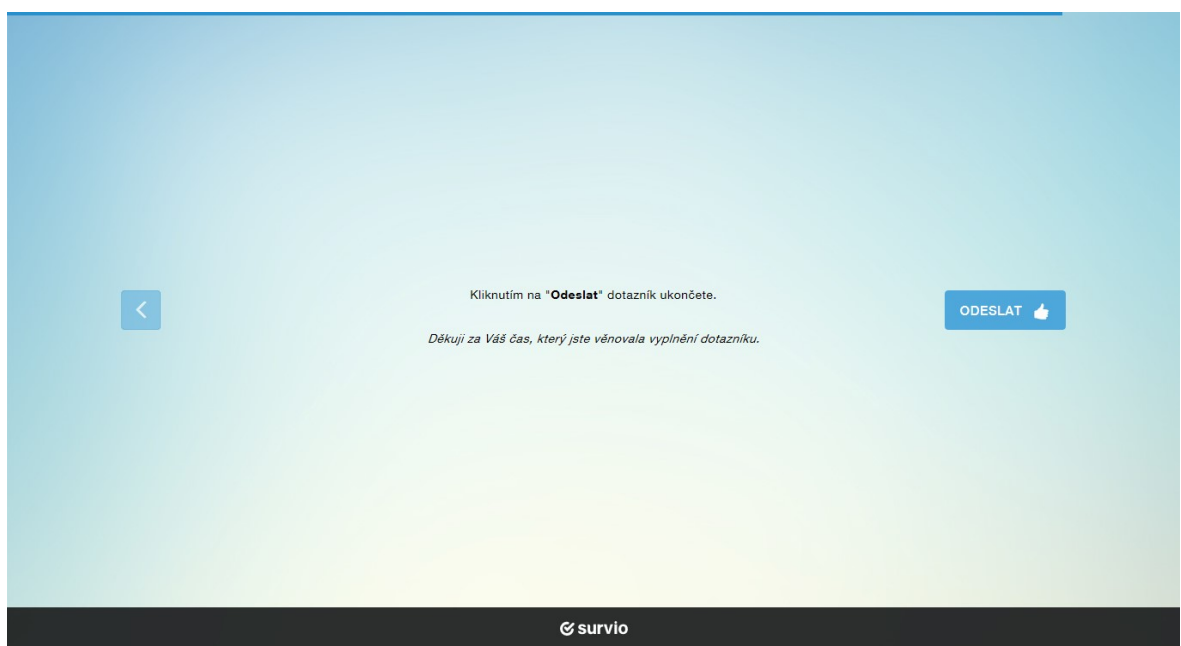 Kliknutím na "Odeslat" dotazník ukončete.
ODESLAT
Děkuji za Váš čas, který jste věnovala vyplnění dotazníku.
survio